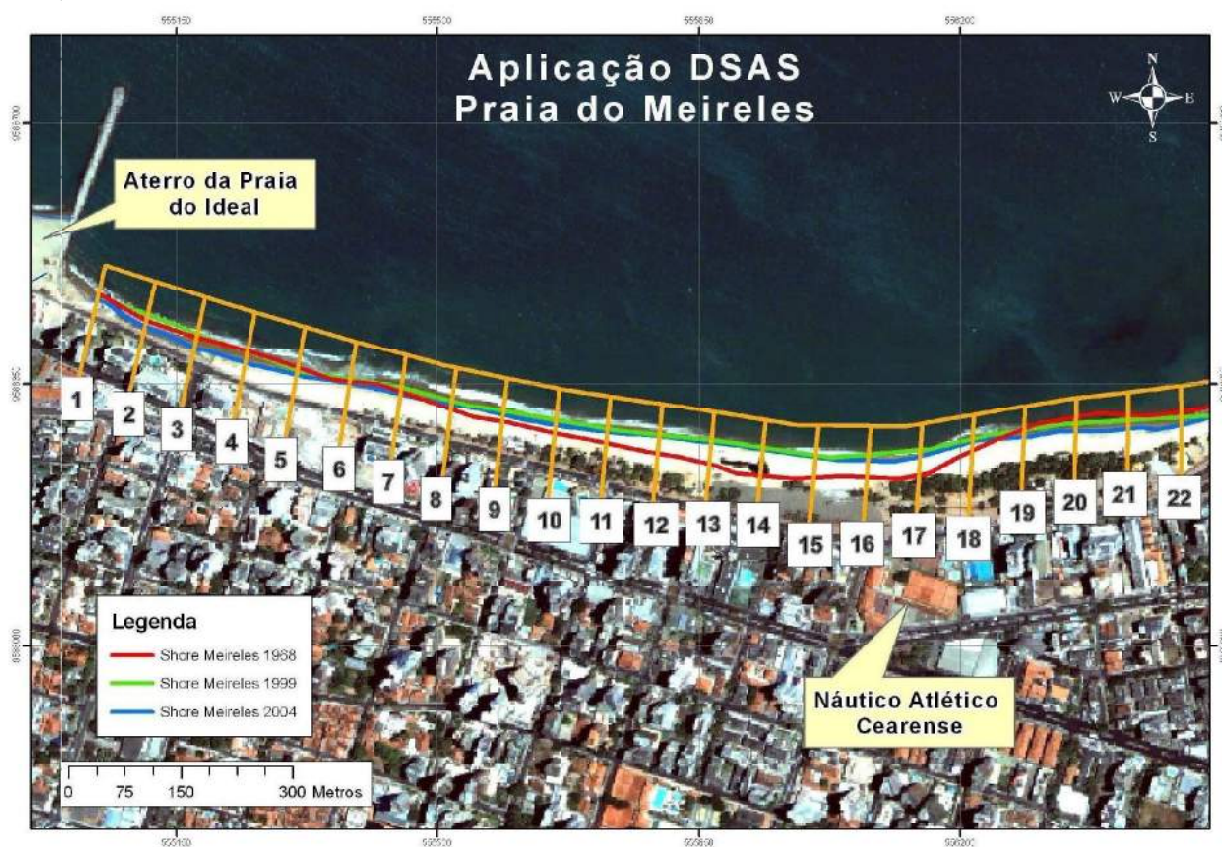 Aplicação DSAS
Praia do Meireles
N
W
E
S
Aterro da Praia
do Ideal
1
2
3
4
5
6
7
8
9
10
11
12
13
14
15
16
17
18
19
20
21
22
Náutico Atlético
Cearense
Legenda
Shore Meireles 1968
Shore Meireles 1999
Shore Meireles 2004
0 75 150 300 Metros